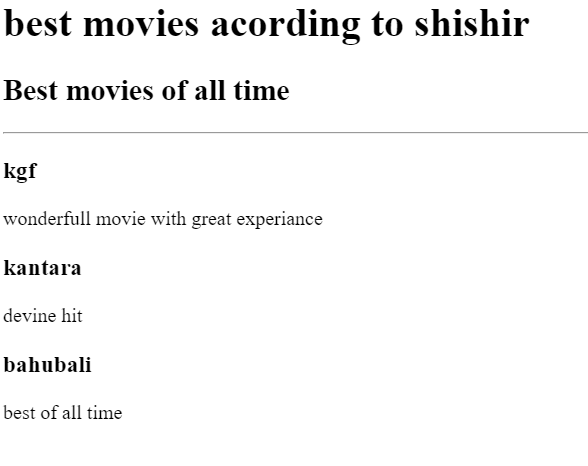 best movies acording to shishir
Best movies of all time
kgf
wonderfull movie with great experiance
kantara
devine hit
bahubali
best of all time